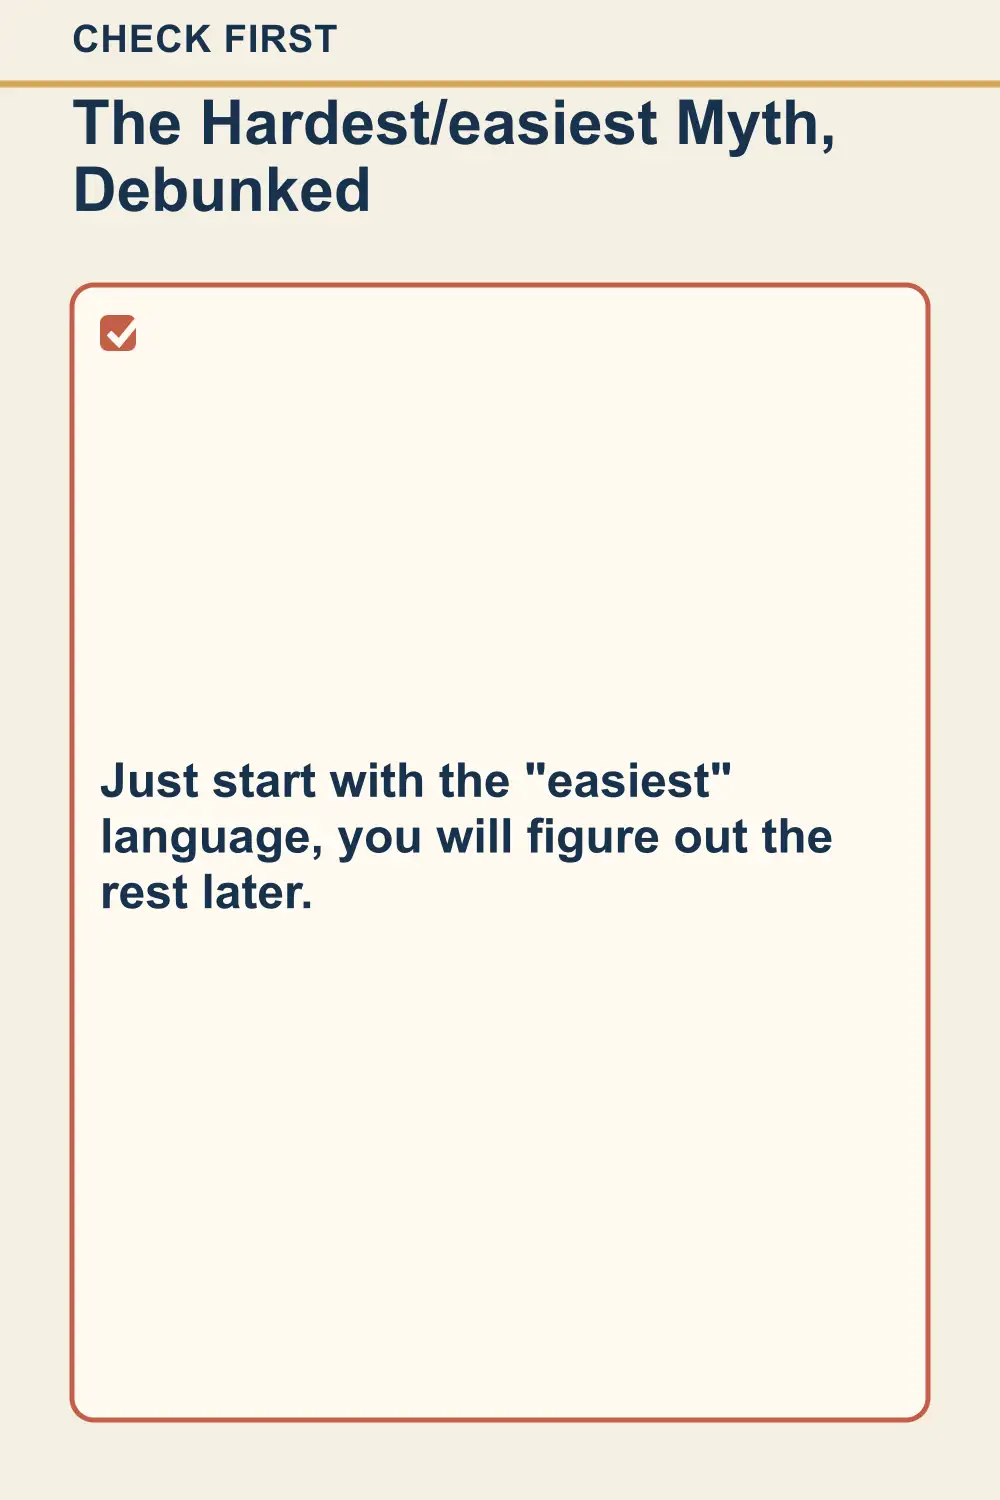 CHECK FIRST
The Hardest/easiest Myth,
Debunked
Just start with the "easiest"
language, you will figure out the
rest later.